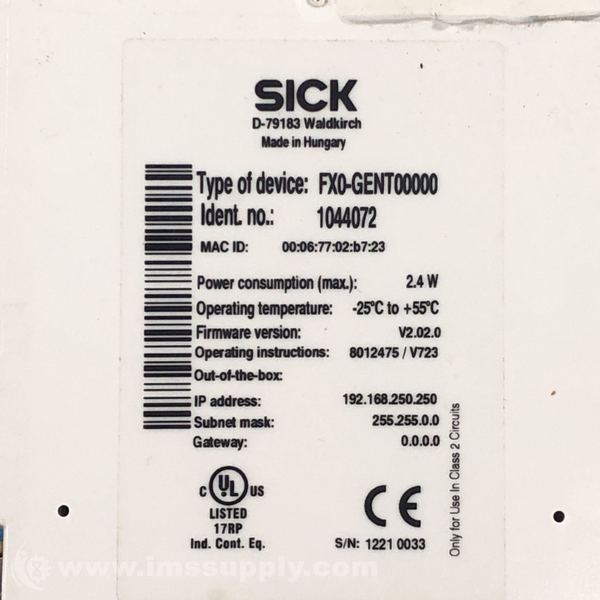 SICK
D-79183 Waldkirch
Made in Hungary
Type of device: FX0-GENT00000
Ident. no.: 1044072
MAC ID: 00:06:77:02:b7:23
Power consumption (max.): 2.4 W
Operating temperature: -25°C to +55°C
Firmware version: V2.02.0
Operating instructions: 8012475 / V723
Out-of-the-box:
IP address: 192.168.250.250
Subnet mask: 255.255.0.0
Gateway: 0.0.0.0
Only for Use In Class 2 Circuits
C UL US
LISTED
17RP
Ind. Cont. Eq.
CE
S/N: 1221 0033
www.imssupply.com